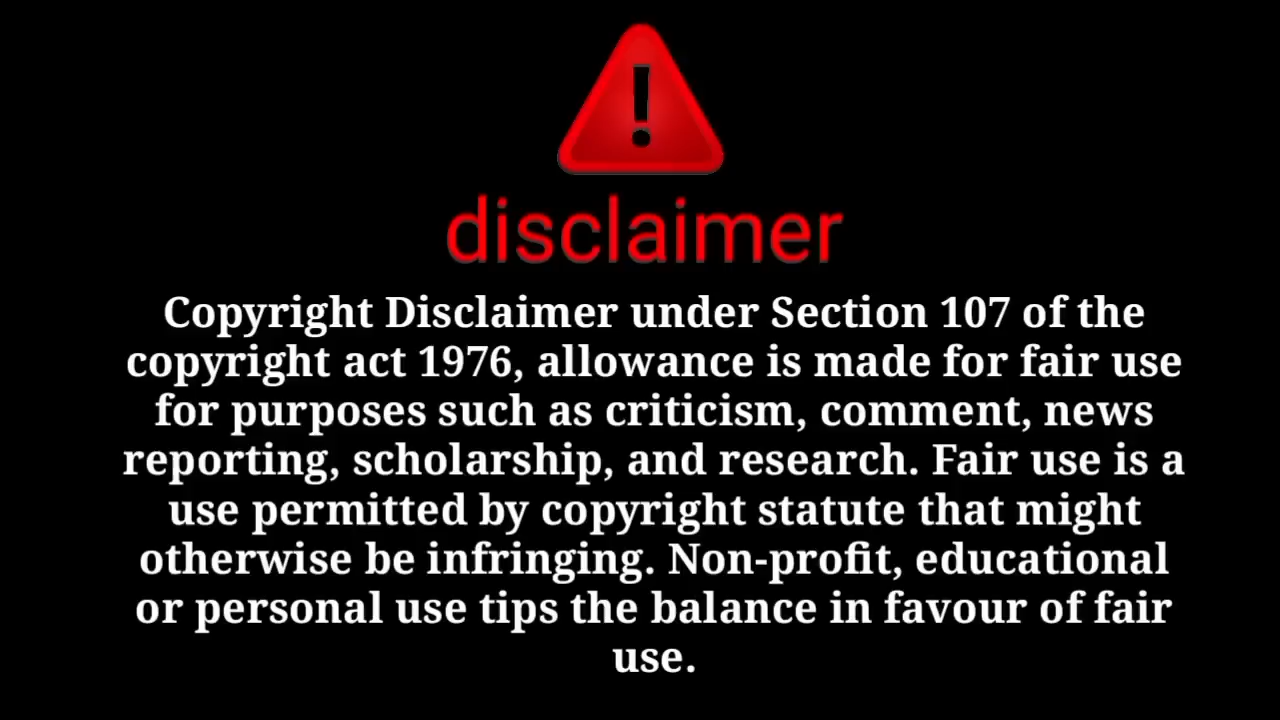 !
disclaimer
Copyright Disclaimer under Section 107 of the
copyright act 1976, allowance is made for fair use
for purposes such as criticism, comment, news
reporting, scholarship, and research. Fair use is a
use permitted by copyright statute that might
otherwise be infringing. Non-profit, educational
or personal use tips the balance in favour of fair
use.